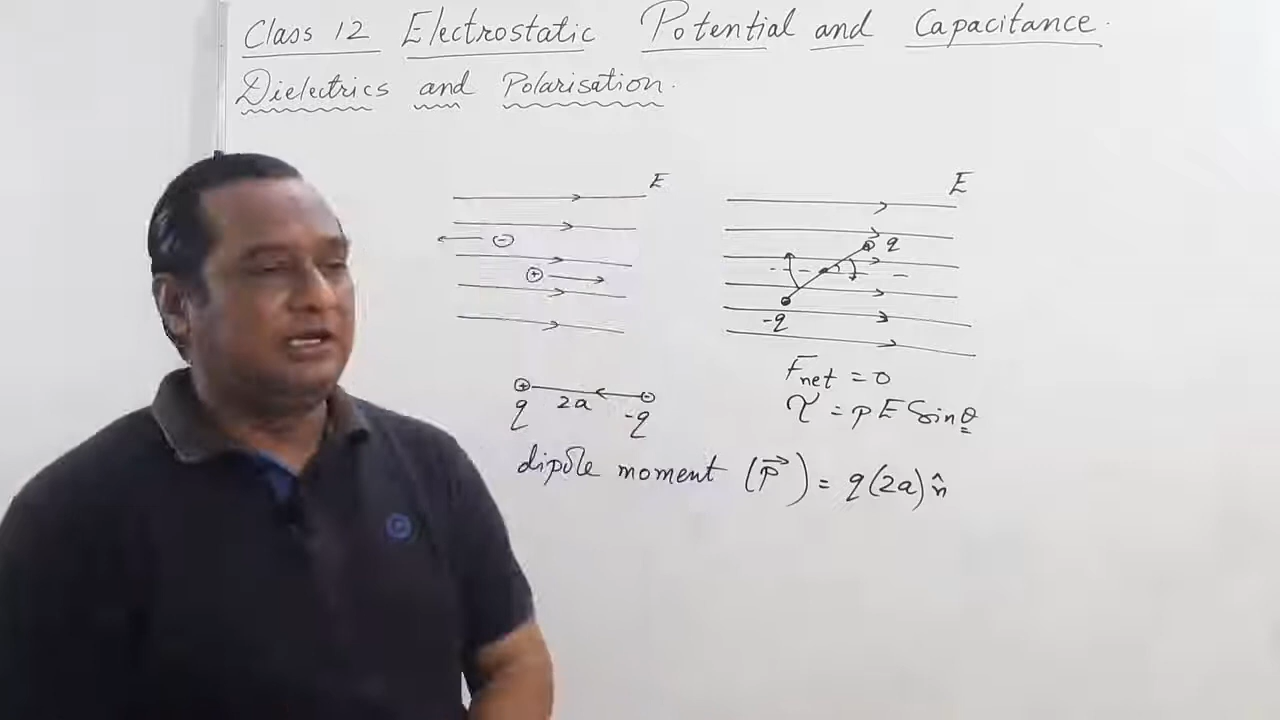 Class 12 Electrostatic Potential and Capacitance.
Dielectrics and Polarisation.
E
E
-
+
q
-q
Fnet = 0
τ = pE Sinθ
+ -
q 2a -q
dipole moment (p⃗) = q(2a) n̂